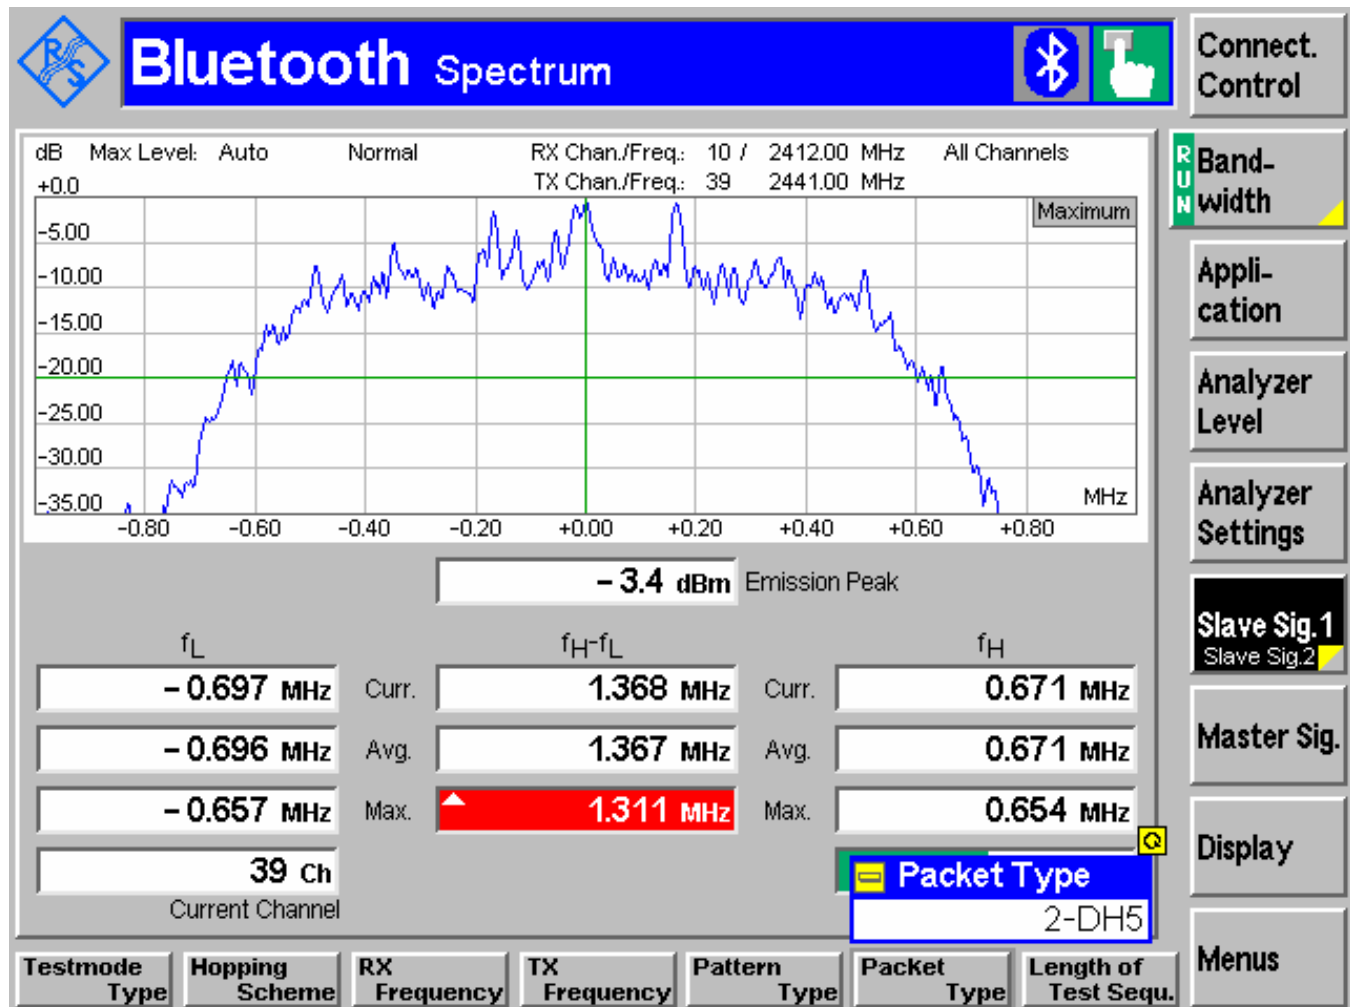 R S
Bluetooth Spectrum
Connect.
Control
dB Max Level: Auto Normal RX Chan./Freq.: 10 / 2412.00 MHz All Channels
+0.0 TX Chan./Freq.: 39 2441.00 MHz
Maximum
-5.00
-10.00
-15.00
-20.00
-25.00
-30.00
-35.00
MHz
-0.80 -0.60 -0.40 -0.20 +0.00 +0.20 +0.40 +0.60 +0.80
-3.4 dBm Emission Peak
fL fH-fL fH
-0.697 MHz Curr. 1.368 MHz Curr. 0.671 MHz
-0.696 MHz Avg. 1.367 MHz Avg. 0.671 MHz
-0.657 MHz Max. 1.311 MHz Max. 0.654 MHz
39 Ch
Current Channel
Packet Type
2-DH5
RUN
Band-
width
Appli-
cation
Analyzer
Level
Analyzer
Settings
Slave Sig.1
Slave Sig.2
Master Sig.
Display
Menus
Testmode
Type
Hopping
Scheme
RX
Frequency
TX
Frequency
Pattern
Type
Packet
Type
Length of
Test Sequ.